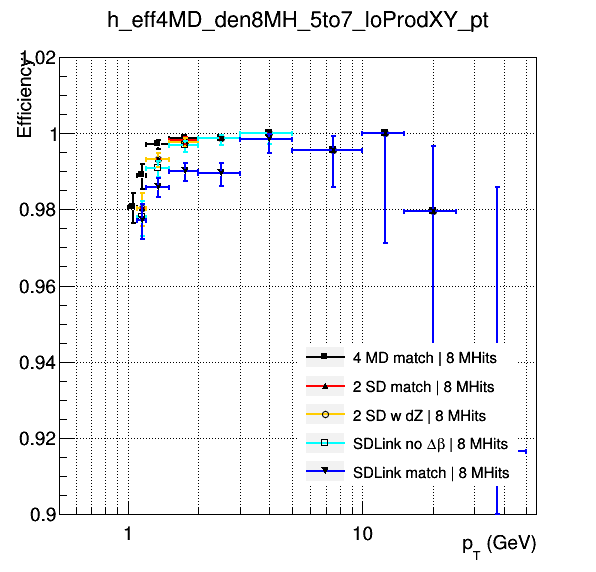 h_eff4MD_den8MH_5to7_loProdXY_pt
Efficiency
1.02
1
0.98
0.96
0.94
0.92
0.9
4 MD match | 8 MHits
2 SD match | 8 MHits
2 SD w dZ | 8 MHits
SDLink no Δβ | 8 MHits
SDLink match | 8 MHits
1
10
p_T (GeV)